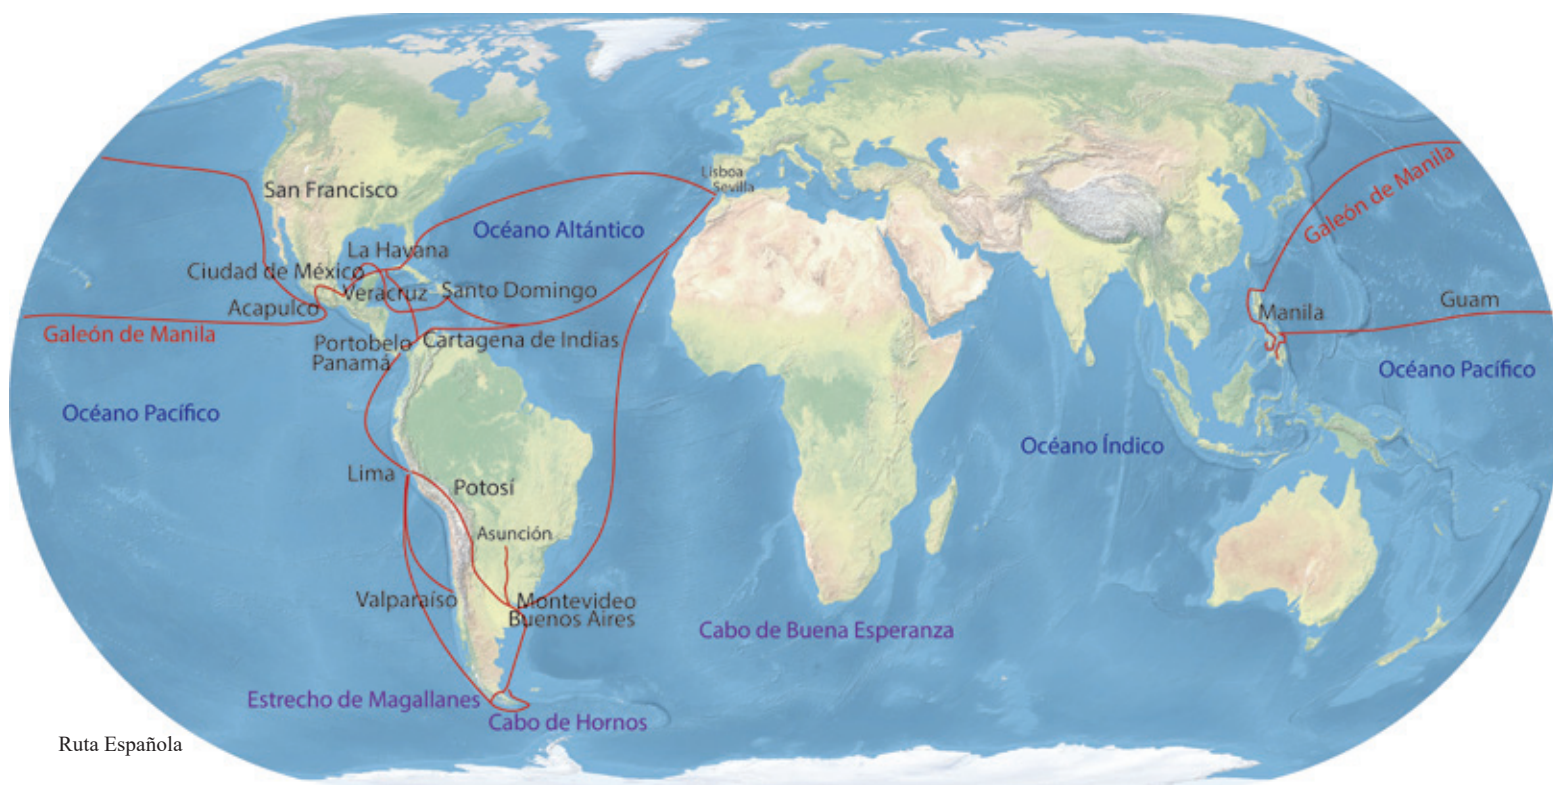 Lisboa
Sevilla
San Francisco
Galeón de Manila
Océano Altántico
La Havana
Ciudad de México
Veracruz
Santo Domingo
Acapulco
Guam
Manila
Galeón de Manila
Portobelo
Cartagena de Indias
Panamá
Océano Pacífico
Océano Pacífico
Océano Índico
Lima
Potosí
Asunción
Valparaíso
Montevideo
Buenos Aires
Cabo de Buena Esperanza
Estrecho de Magallanes
Cabo de Hornos
Ruta Española